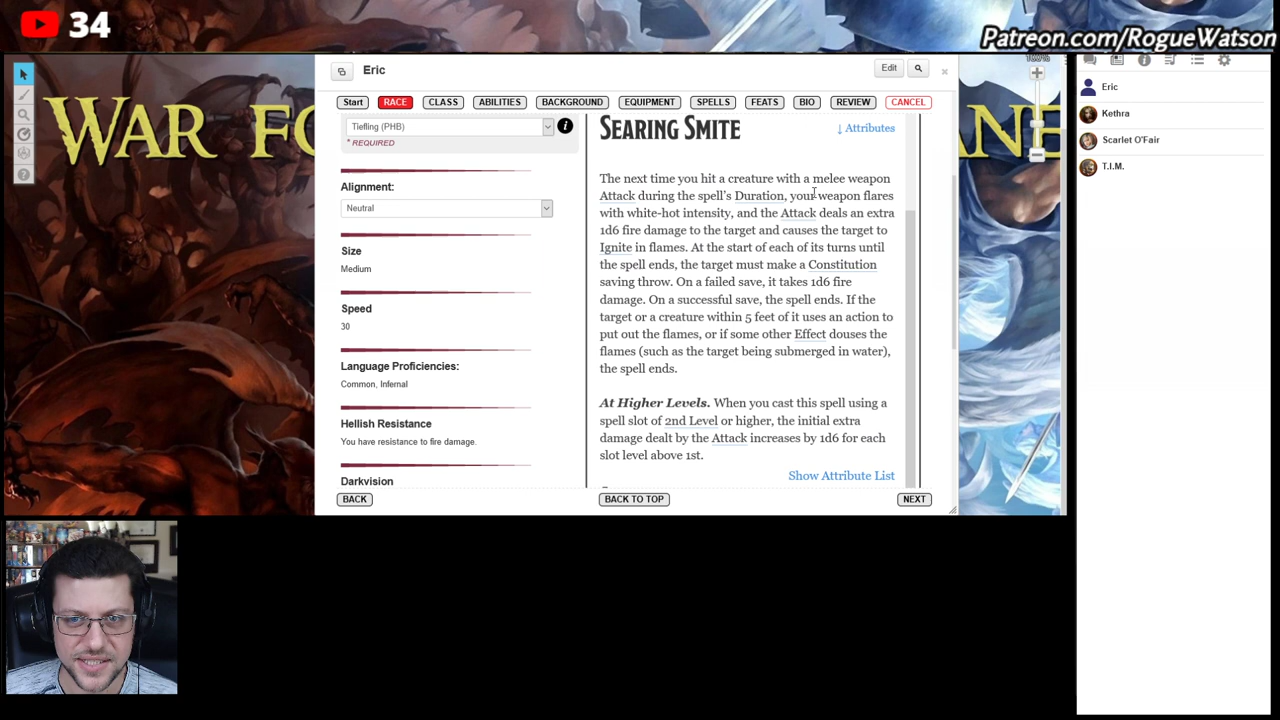 34
Patreon.com/RogueWatson
WAR FO
ANE
Eric
Edit
Start RACE CLASS ABILITIES BACKGROUND EQUIPMENT SPELLS FEATS BIO REVIEW CANCEL
Tiefling (PHB)
* REQUIRED
Alignment:
Neutral
Size
Medium
Speed
30
Language Proficiencies:
Common, Infernal
Hellish Resistance
You have resistance to fire damage.
Darkvision
SEARING SMITE
↓ Attributes
The next time you hit a creature with a melee weapon
Attack during the spell's Duration, your weapon flares
with white-hot intensity, and the Attack deals an extra
1d6 fire damage to the target and causes the target to
Ignite in flames. At the start of each of its turns until
the spell ends, the target must make a Constitution
saving throw. On a failed save, it takes 1d6 fire
damage. On a successful save, the spell ends. If the
target or a creature within 5 feet of it uses an action to
put out the flames, or if some other Effect douses the
flames (such as the target being submerged in water),
the spell ends.
At Higher Levels. When you cast this spell using a
spell slot of 2nd Level or higher, the initial extra
damage dealt by the Attack increases by 1d6 for each
slot level above 1st.
Show Attribute List
BACK
BACK TO TOP
NEXT
Eric
Kethra
Scarlet O'Fair
T.I.M.